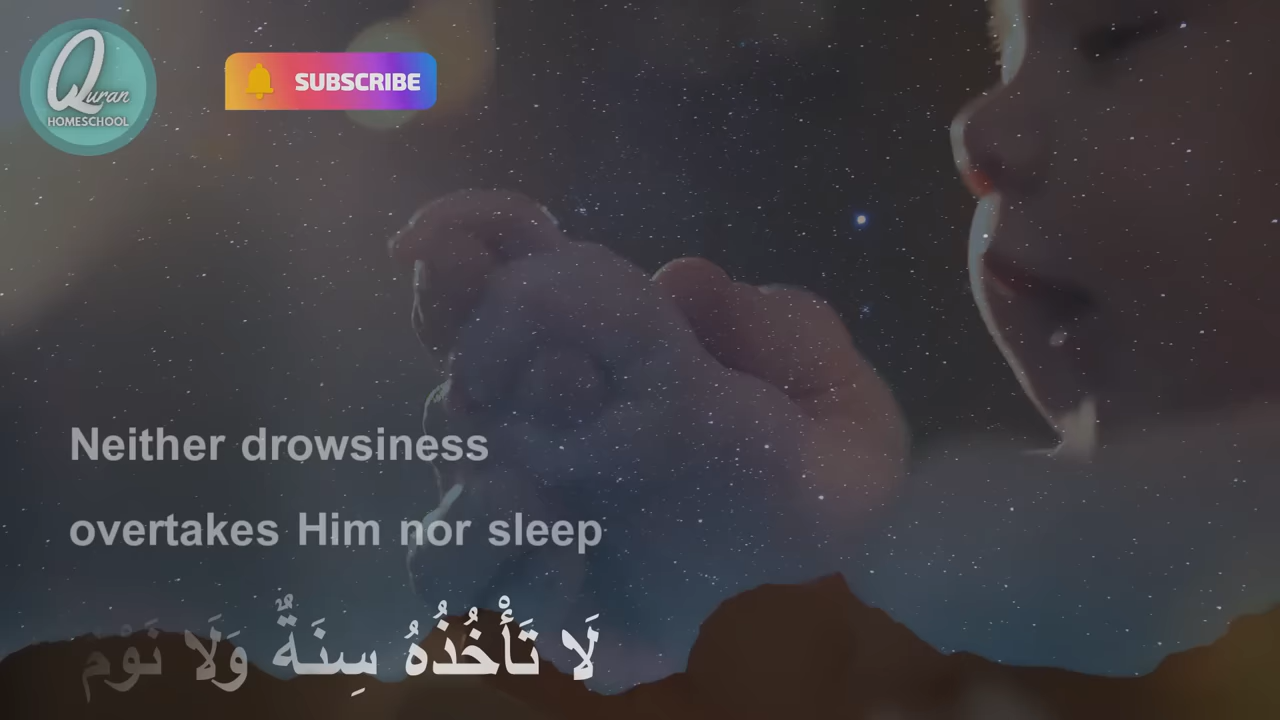 Quran
HOMESCHOOL
SUBSCRIBE
Neither drowsiness
overtakes Him nor sleep
لَا تَأْخُذُهُ سِنَةٌ وَلَا نَوْم